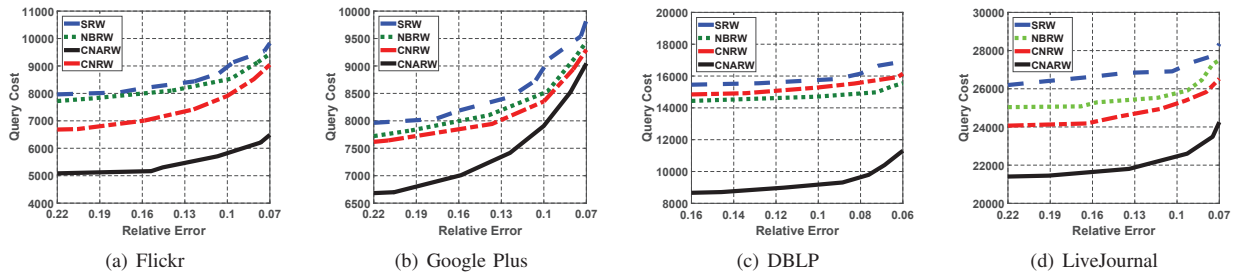 11000
10000
9000
8000
7000
6000
5000
4000
Query Cost
SRW
NBRW
CNARW
CNRW
0.22 0.19 0.16 0.13 0.1 0.07
Relative Error
(a) Flickr
10000
9500
9000
8500
8000
7500
7000
6500
Query Cost
SRW
NBRW
CNRW
CNARW
0.22 0.19 0.16 0.13 0.1 0.07
Relative Error
(b) Google Plus
20000
18000
16000
14000
12000
10000
8000
Query Cost
SRW
NBRW
CNRW
CNARW
0.16 0.14 0.12 0.1 0.08 0.06
Relative Error
(c) DBLP
30000
28000
26000
24000
22000
20000
Query Cost
SRW
NBRW
CNRW
CNARW
0.22 0.19 0.16 0.13 0.1 0.07
Relative Error
(d) LiveJournal